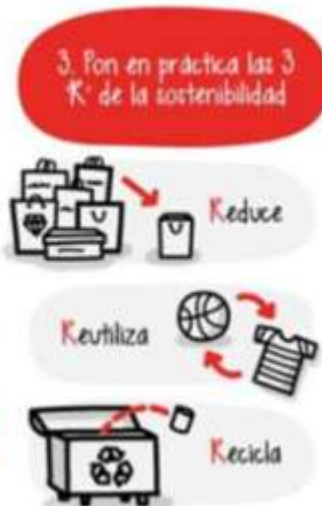 3. Pon en práctica las 3
'R' de la sostenibilidad
Reduce
Reutiliza
Recicla